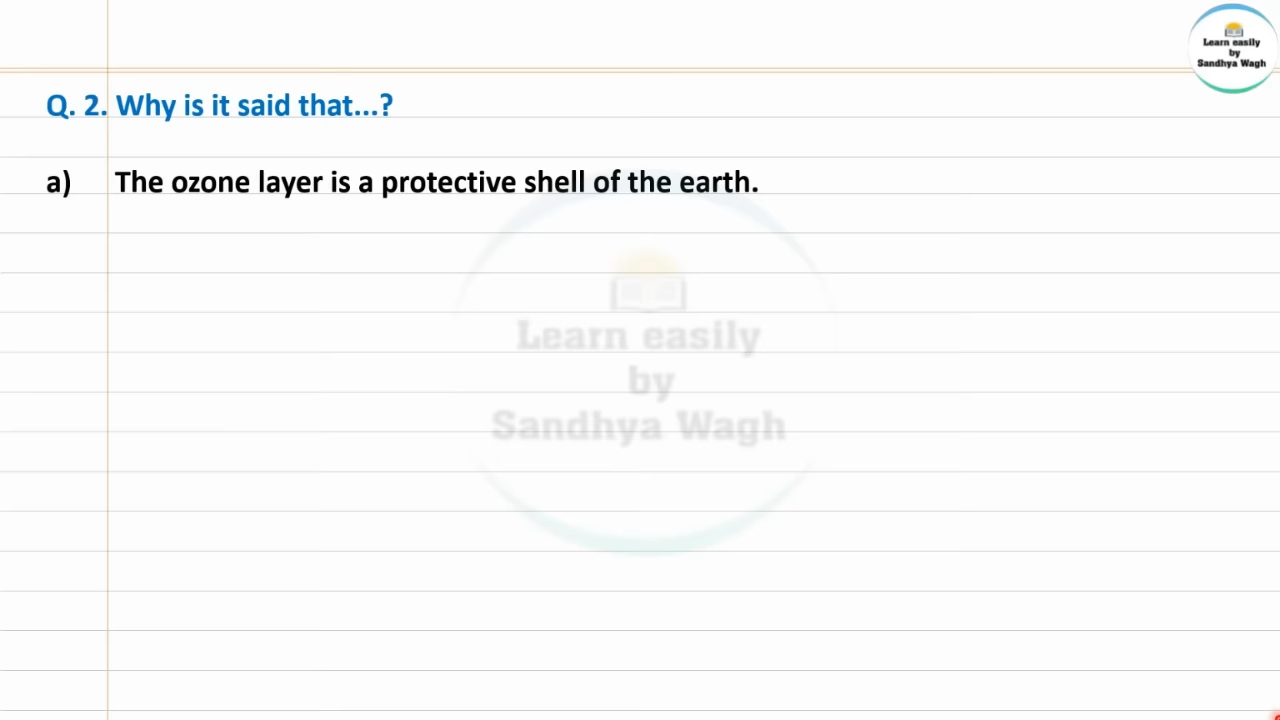 Learn easily
by
Sandhya Wagh
Q. 2. Why is it said that...?
a) The ozone layer is a protective shell of the earth.
Learn easily
by
Sandhya Wagh